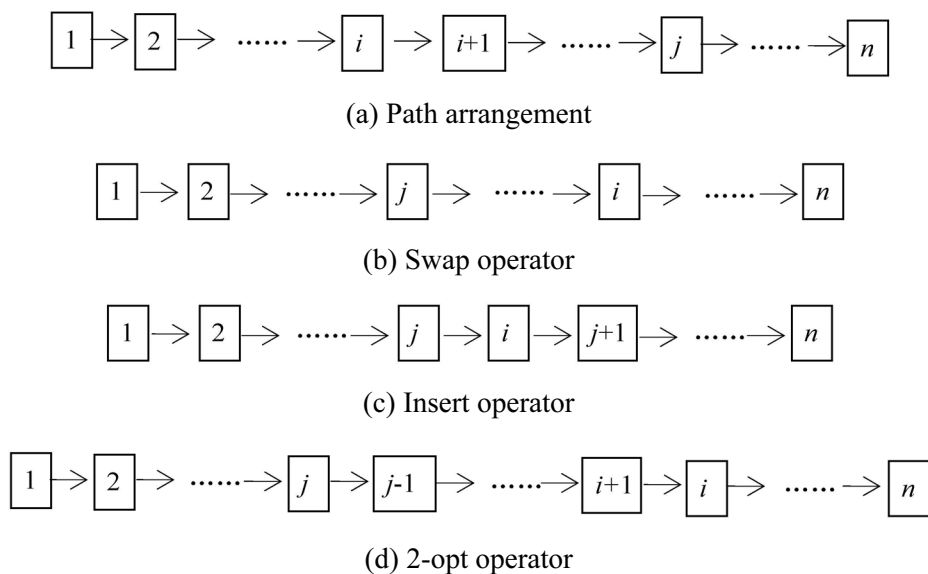 1 2 ...... i i+1 ...... j ...... n
(a) Path arrangement
1 2 ...... j ...... i ...... n
(b) Swap operator
1 2 ...... j i j+1 ...... n
(c) Insert operator
1 2 ...... j j-1 ...... i+1 i ...... n
(d) 2-opt operator